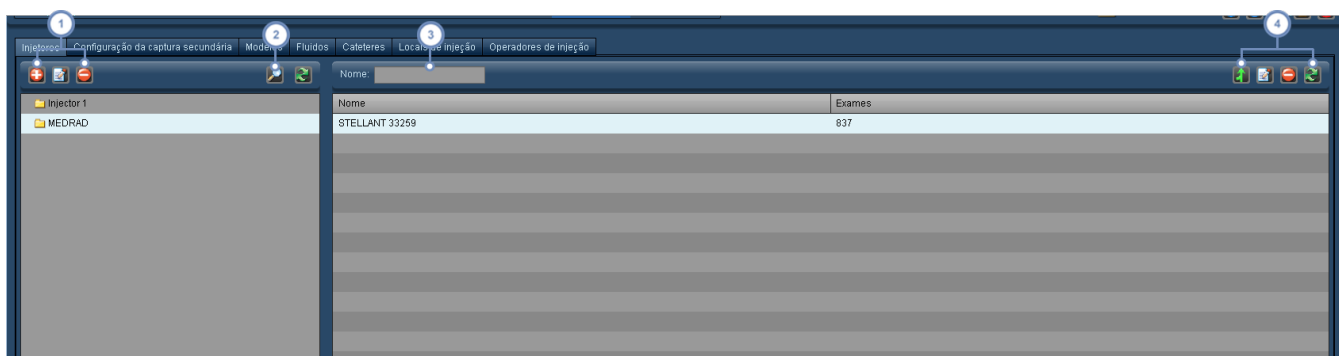 1
2
3
4
Injetores Configuração da captura secundária Modelos Fluidos Cateteres Locais de injeção Operadores de injeção
Nome:
Injector 1
MEDRAD
Nome Exames
STELLANT 33259 837